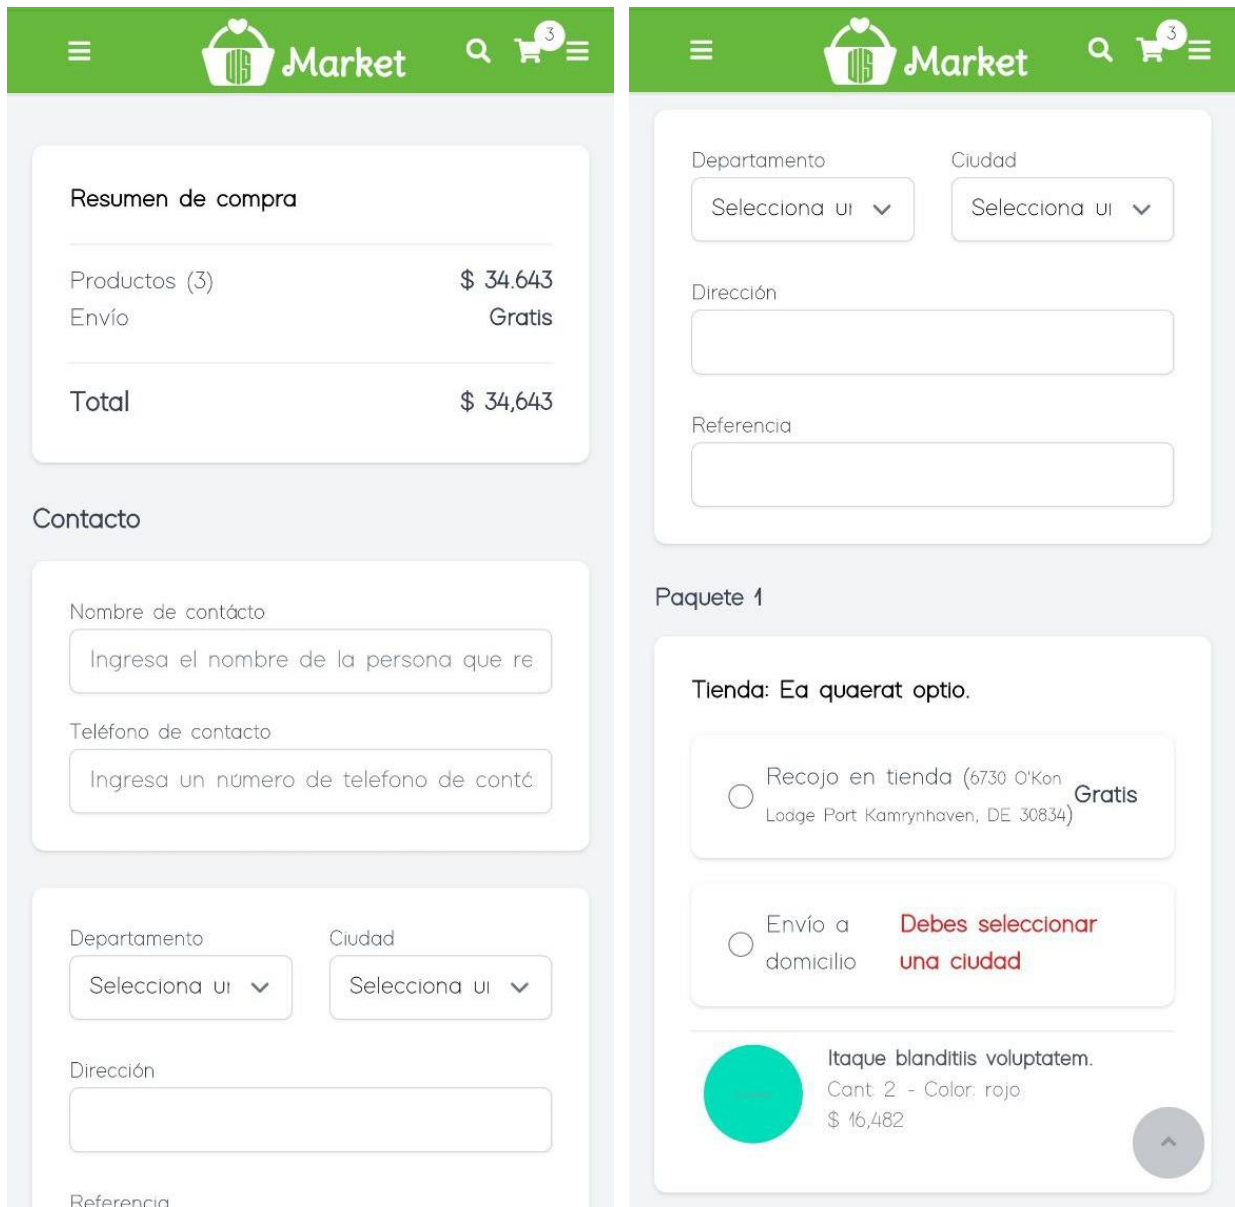 Market
3
Resumen de compra
Productos (3) $ 34.643
Envío Gratis
Total $ 34,643
Contacto
Nombre de contácto
Ingresa el nombre de la persona que re
Teléfono de contacto
Ingresa un número de telefono de contá
Departamento Ciudad
Selecciona un Selecciona un
Dirección
Referencia
Market
3
Departamento Ciudad
Selecciona un Selecciona un
Dirección
Referencia
Paquete 1
Tienda: Ea quaerat optio.
Recojo en tienda (6730 O'Kon
Lodge Port Kamrynhaven, DE 30834) Gratis
Envío a Debes seleccionar
domicilio una ciudad
Itaque blanditiis voluptatem.
Cant: 2 - Color: rojo
$ 16,482